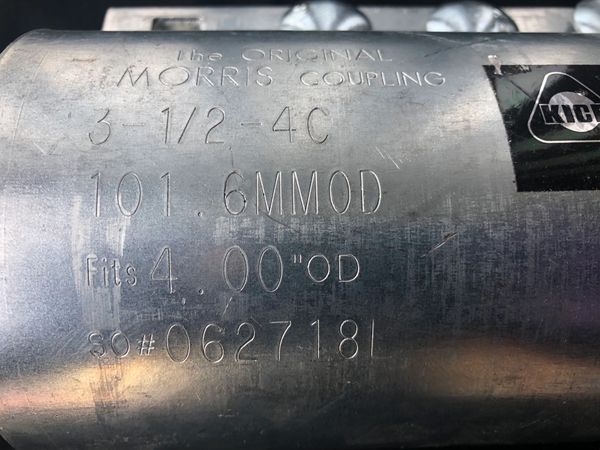 the ORIGINAL
MORRIS COUPLING
3-1/2-4C
101.6MMOD
Fits 4.00"OD
SO# 062718L